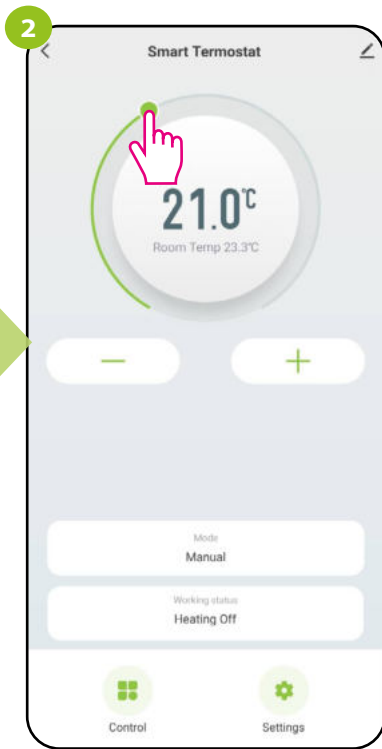 2
Smart Termostat
21.0°C
Room Temp 23.3°C
Mode
Manual
Working status
Heating Off
Control
Settings